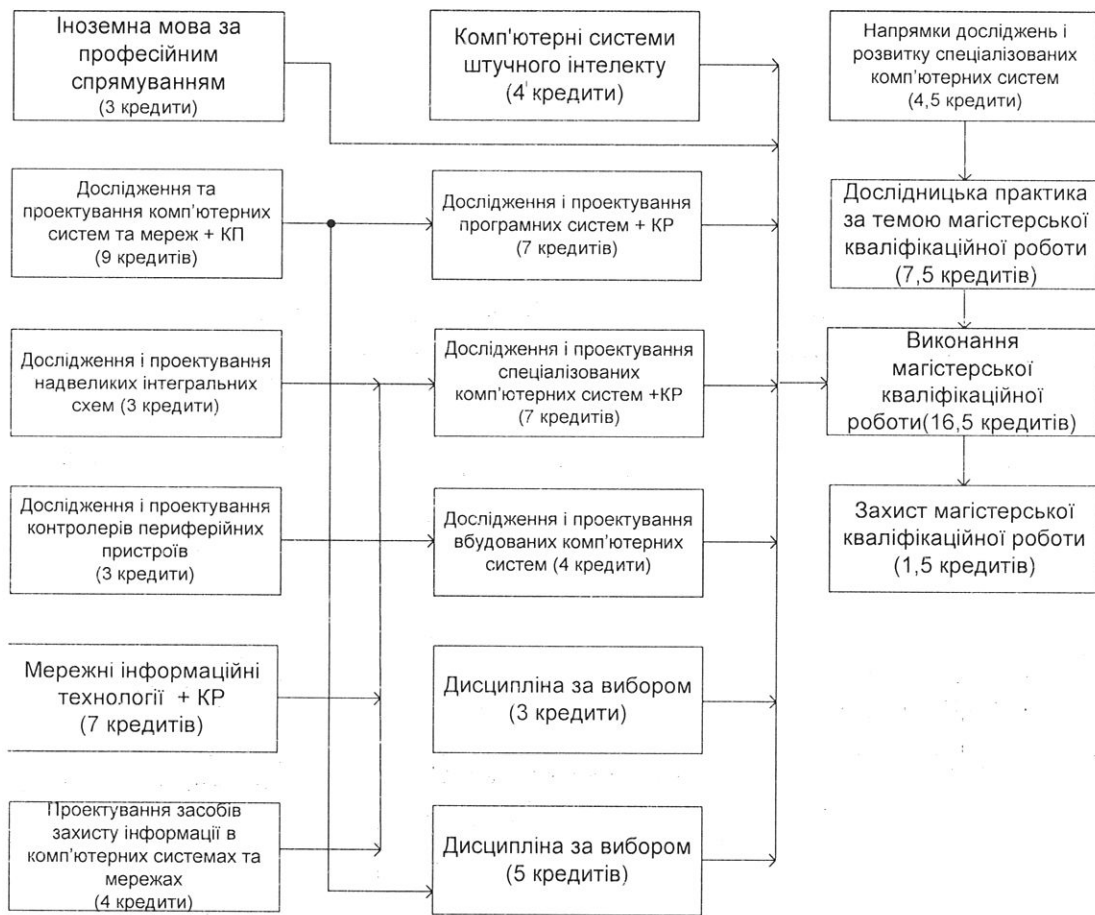 Іноземна мова за
професійним
спрямуванням
(3 кредити)
Дослідження та
проектування комп'ютерних
систем та мереж + КП
(9 кредитів)
Дослідження і проектування
надвеликих інтегральних
схем (3 кредити)
Дослідження і проектування
контролерів периферійних
пристроїв
(3 кредити)
Мережні інформаційні
технології + КР
(7 кредитів)
Проектування засобів
захисту інформації в
комп'ютерних системах та
мережах
(4 кредити)
Комп'ютерні системи
штучного інтелекту
(4 кредити)
Дослідження і проектування
програмних систем + КР
(7 кредитів)
Дослідження і проектування
спеціалізованих
комп'ютерних систем +КР
(7 кредитів)
Дослідження і проектування
вбудованих комп'ютерних
систем (4 кредити)
Дисципліна за вибором
(3 кредити)
Дисципліна за вибором
(5 кредитів)
Напрямки досліджень і
розвитку спеціалізованих
комп'ютерних систем
(4,5 кредити)
Дослідницька практика
за темою магістерської
кваліфікаційної роботи
(7,5 кредитів)
Виконання
магістерської
кваліфікаційної
роботи(16,5 кредитів)
Захист магістерської
кваліфікаційної роботи
(1,5 кредитів)